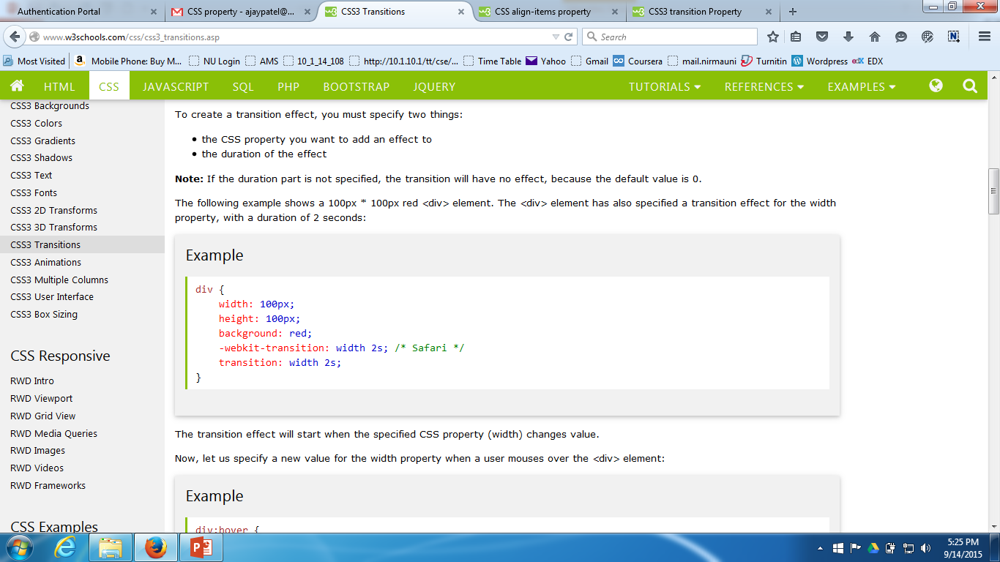 Authentication Portal
CSS property - ajaypatel@...
CSS3 Transitions
CSS align-items property
CSS3 transition Property
www.w3schools.com/css/css3_transitions.asp
Search
Most Visited
Mobile Phone: Buy M...
NU Login
AMS
10_1_14_108
http://10.1.10.1/tt/cse/...
Time Table
Yahoo
Gmail
Coursera
mail.nirmauni
Turnitin
Wordpress
edX EDX
HTML
CSS
JAVASCRIPT
SQL
PHP
BOOTSTRAP
JQUERY
TUTORIALS
REFERENCES
EXAMPLES
CSS3 Backgrounds
CSS3 Colors
CSS3 Gradients
CSS3 Shadows
CSS3 Text
CSS3 Fonts
CSS3 2D Transforms
CSS3 3D Transforms
CSS3 Transitions
CSS3 Animations
CSS3 Multiple Columns
CSS3 User Interface
CSS3 Box Sizing
CSS Responsive
RWD Intro
RWD Viewport
RWD Grid View
RWD Media Queries
RWD Images
RWD Videos
RWD Frameworks
CSS Examples
To create a transition effect, you must specify two things:
• the CSS property you want to add an effect to
• the duration of the effect
Note: If the duration part is not specified, the transition will have no effect, because the default value is 0.
The following example shows a 100px * 100px red <div> element. The <div> element has also specified a transition effect for the width
property, with a duration of 2 seconds:
Example
div {
    width: 100px;
    height: 100px;
    background: red;
    -webkit-transition: width 2s; /* Safari */
    transition: width 2s;
}
The transition effect will start when the specified CSS property (width) changes value.
Now, let us specify a new value for the width property when a user mouses over the <div> element:
Example
div:hover {
5:25 PM
9/14/2015